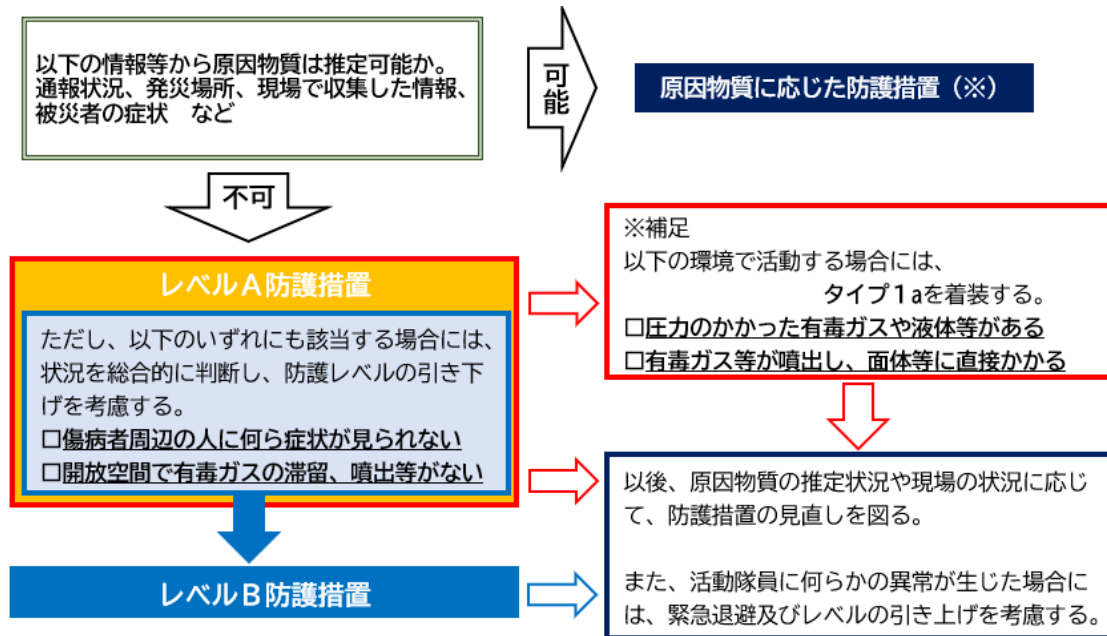 以下の情報等から原因物質は推定可能か。
通報状況、発災場所、現場で収集した情報、
被災者の症状　など
可能
原因物質に応じた防護措置（※）
不可
レベルＡ防護措置
ただし、以下のいずれにも該当する場合には、
状況を総合的に判断し、防護レベルの引き下
げを考慮する。
□傷病者周辺の人に何ら症状が見られない
□開放空間で有毒ガスの滞留、噴出等がない
レベルＢ防護措置
※補足
以下の環境で活動する場合には、
タイプ１aを着装する。
□圧力のかかった有毒ガスや液体等がある
□有毒ガス等が噴出し、面体等に直接かかる
以後、原因物質の推定状況や現場の状況に応じ
て、防護措置の見直しを図る。
また、活動隊員に何らかの異常が生じた場合に
は、緊急退避及びレベルの引き上げを考慮する。